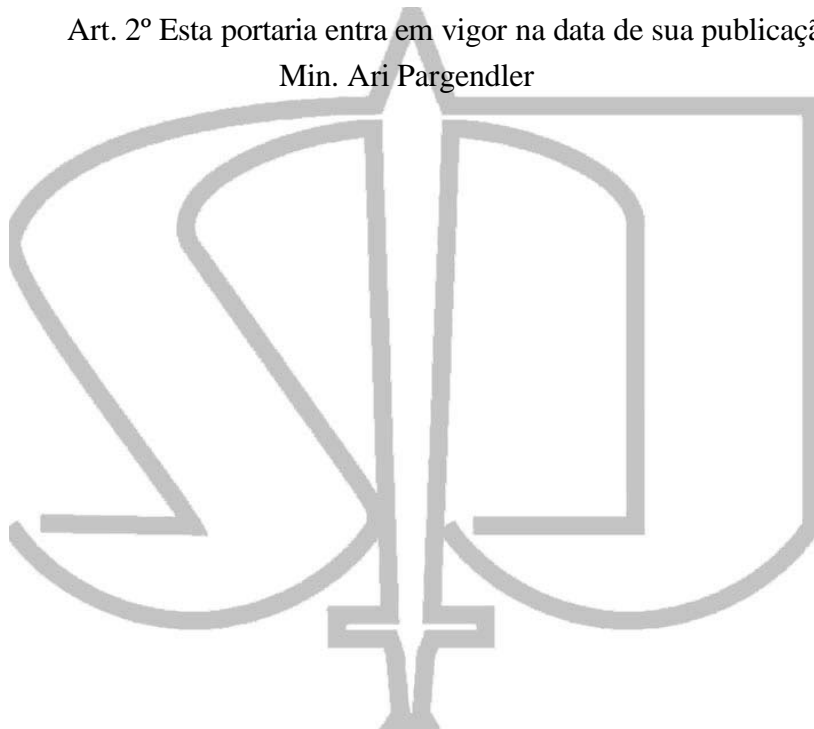 Art. 2º Esta portaria entra em vigor na data de sua publicaçã
Min. Ari Pargendler